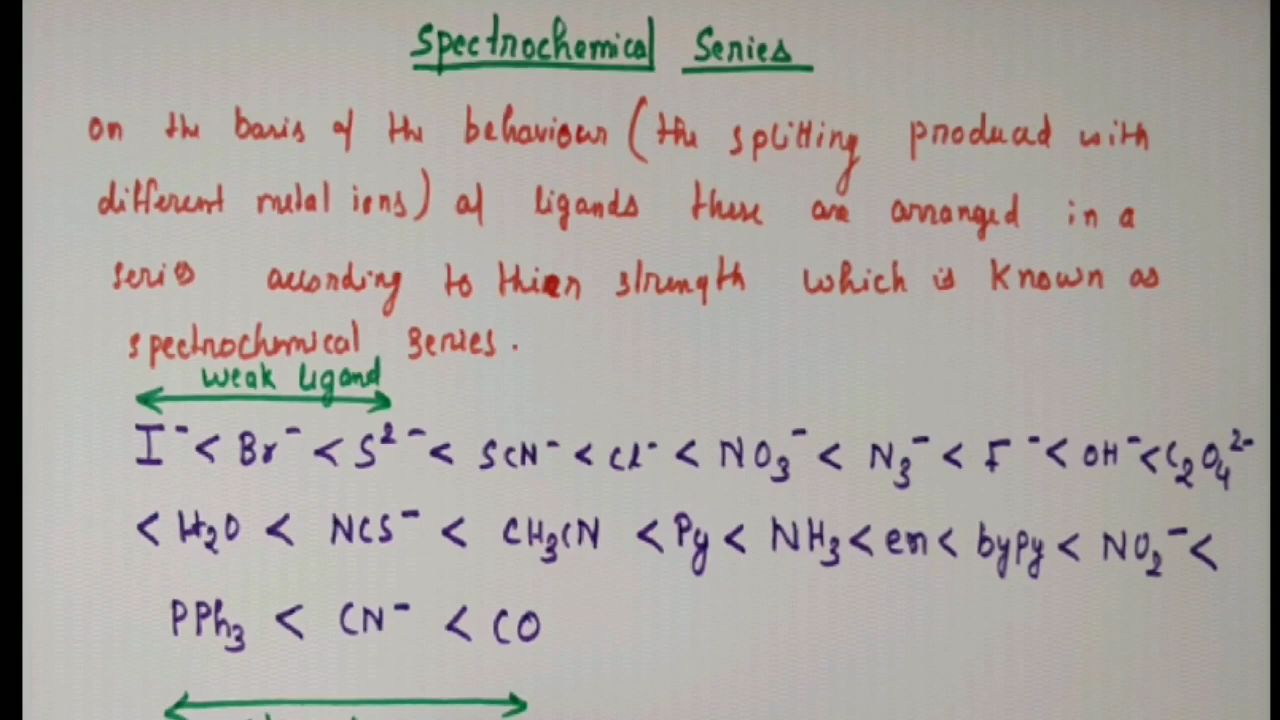 Spectrochemical Series
on the basis of the behaviour (the splitting produced with
different metal ions) of ligands these are arranged in a
series according to thier strength which is known as
spectrochemical series.
weak ligand
I⁻ < Br⁻ < S²⁻ < SCN⁻ < Cl⁻ < NO₃⁻ < N₃⁻ < F⁻ < OH⁻ < C₂O₄²⁻
< H₂O < NCS⁻ < CH₃CN < Py < NH₃ < en < bypy < NO₂⁻ <
PPh₃ < CN⁻ < CO